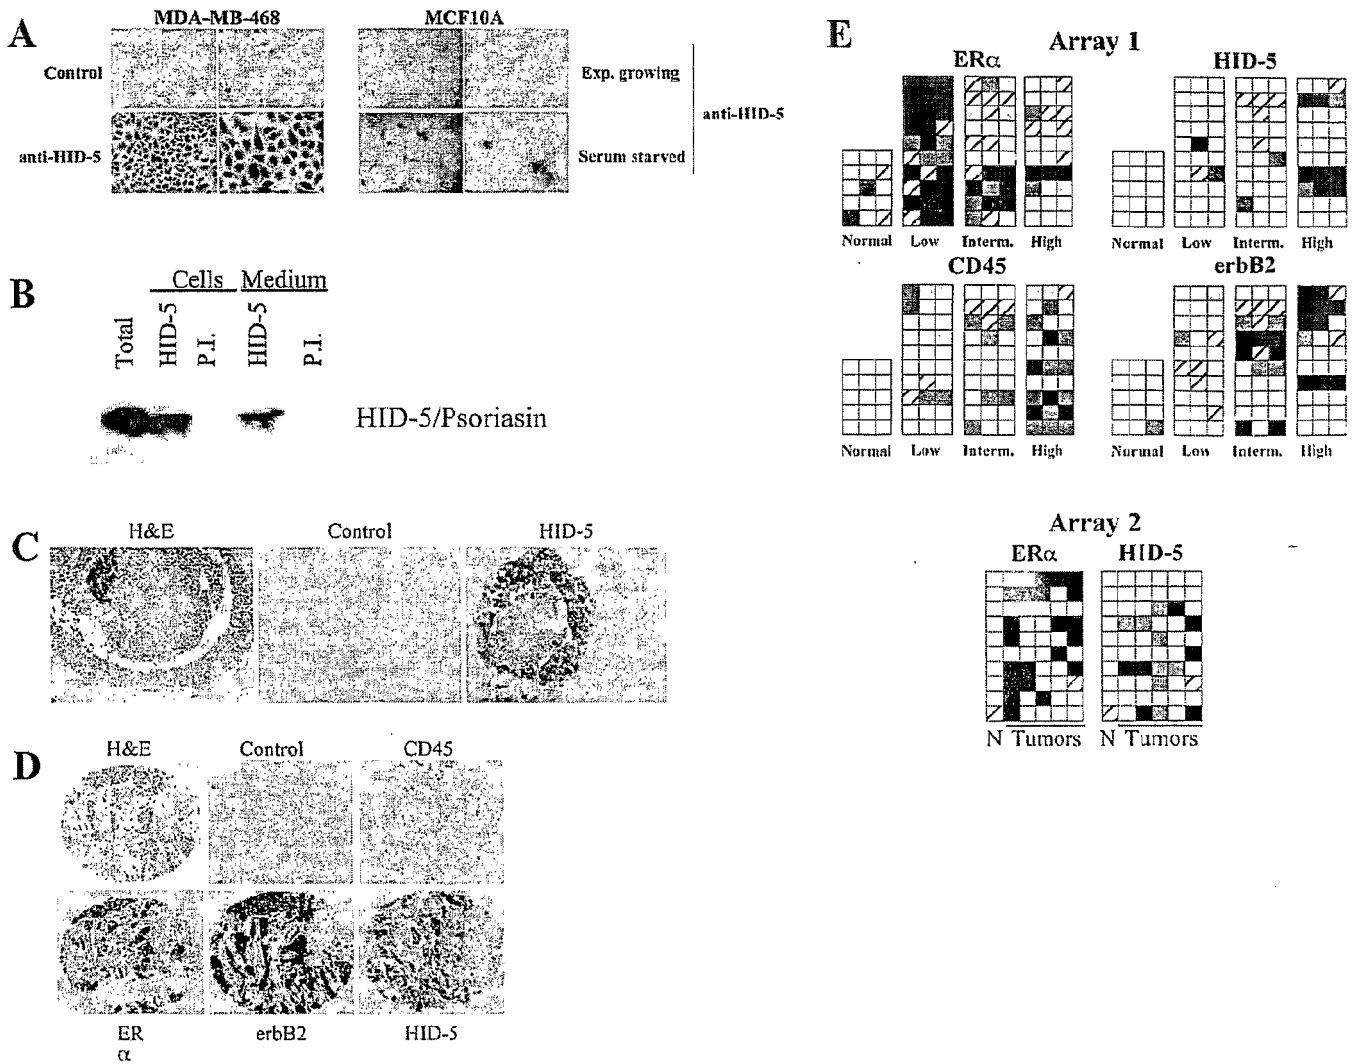 A
MDA-MB-468
MCF10A
Control
anti-HID-5
Exp. growing
Serum starved
anti-HID-5
B
Cells Medium
Total
HID-5
P.I.
HID-5
P.I.
HID-5/Psoriasin
C
H&E
Control
HID-5
D
H&E
Control
CD45
ER
α
erbB2
HID-5
E
Array 1
ERα
HID-5
Normal Low Interm. High
Normal Low Interm. High
CD45
erbB2
Normal Low Interm. High
Normal Low Interm. High
Array 2
ERα
HID-5
N Tumors
N Tumors